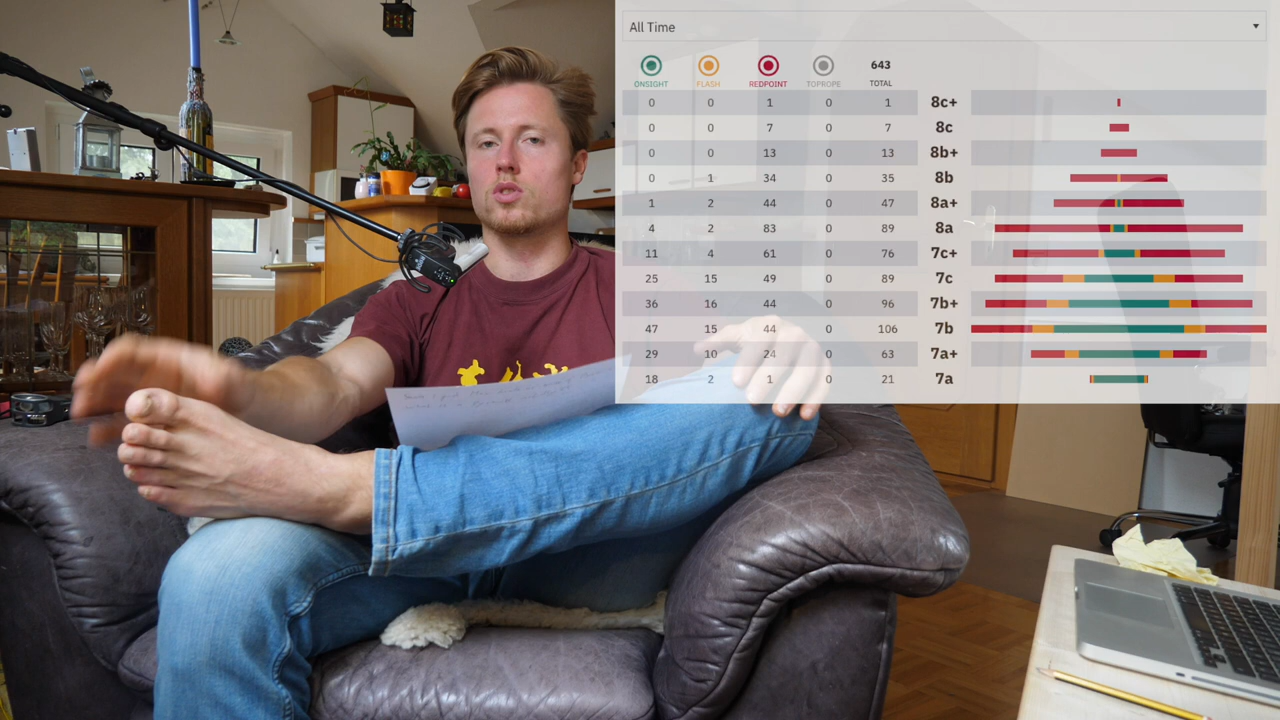 All Time
643
ONSIGHT FLASH REDPOINT TOPROPE TOTAL
0 0 1 0 1 8c+
0 0 7 0 7 8c
0 0 13 0 13 8b+
0 1 34 0 35 8b
1 2 44 0 47 8a+
4 2 83 0 89 8a
11 4 61 0 76 7c+
25 15 49 0 89 7c
36 16 44 0 96 7b+
47 15 44 0 106 7b
29 10 24 0 63 7a+
18 2 1 0 21 7a